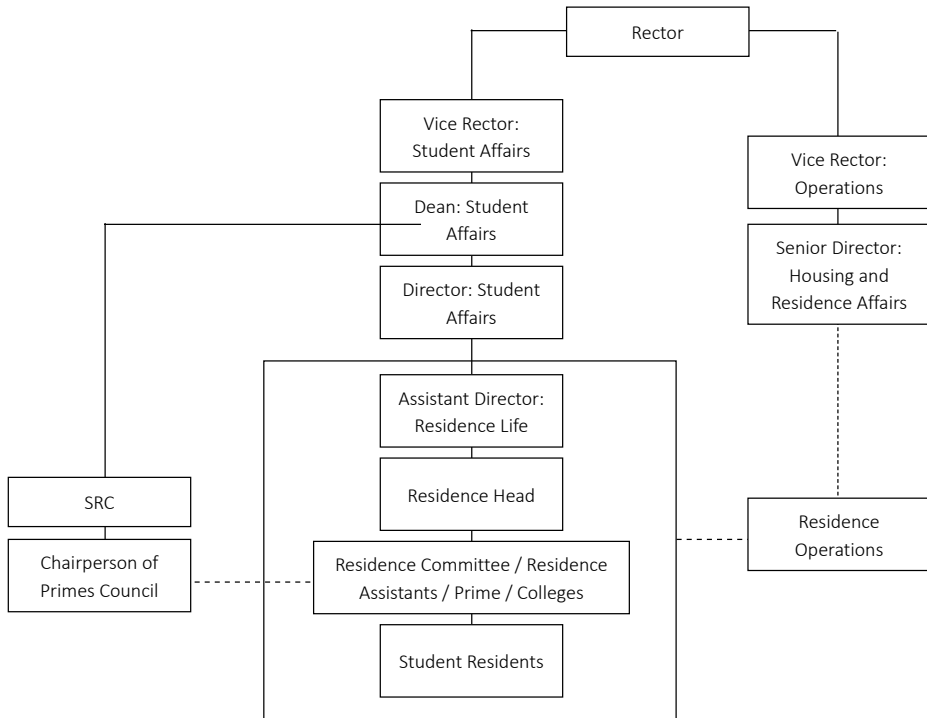 Rector
Vice Rector:
Student Affairs
Vice Rector:
Operations
Dean: Student
Affairs
Senior Director:
Housing and
Residence Affairs
Director: Student
Affairs
Assistant Director:
Residence Life
Residence Head
SRC
Residence
Operations
Chairperson of
Primes Council
Residence Committee / Residence
Assistants / Prime / Colleges
Student Residents